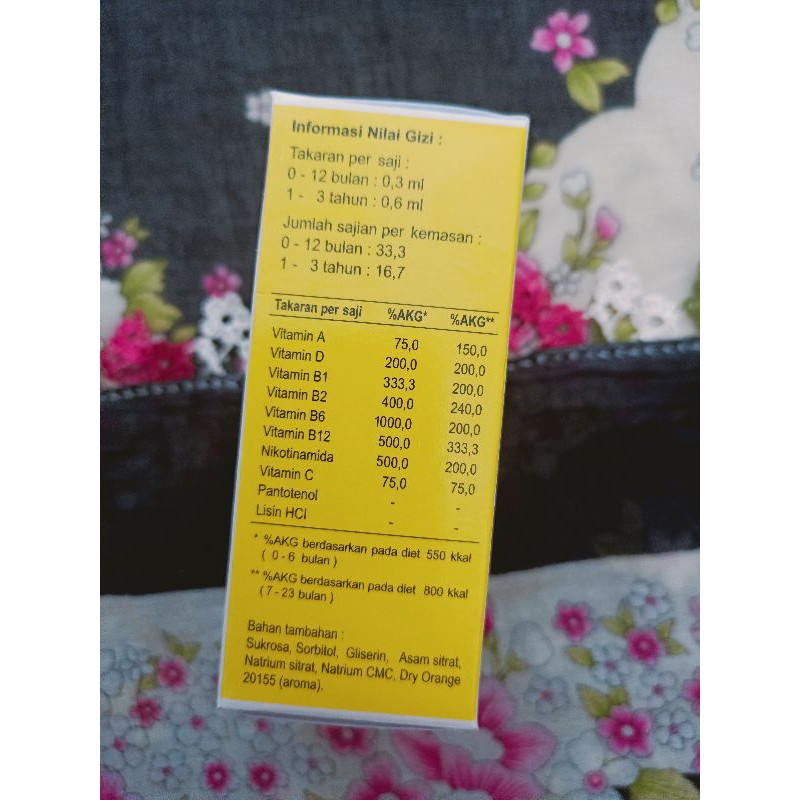 Informasi Nilai Gizi :
Takaran per saji :
0 - 12 bulan : 0,3 ml
1 - 3 tahun : 0,6 ml
Jumlah sajian per kemasan :
0 - 12 bulan : 33,3
1 - 3 tahun : 16,7
Takaran per saji %AKG* %AKG**
Vitamin A 75,0 150,0
Vitamin D 200,0 200,0
Vitamin B1 333,3 200,0
Vitamin B2 400,0 240,0
Vitamin B6 1000,0 200,0
Vitamin B12 500,0 333,3
Nikotinamida 500,0 200,0
Vitamin C 75,0 75,0
Pantotenol - -
Lisin HCl - -
* %AKG berdasarkan pada diet 550 kkal
( 0 - 6 bulan )
** %AKG berdasarkan pada diet 800 kkal
( 7 - 23 bulan )
Bahan tambahan :
Sukrosa, Sorbitol, Gliserin, Asam sitrat,
Natrium sitrat, Natrium CMC, Dry Orange
20155 (aroma).